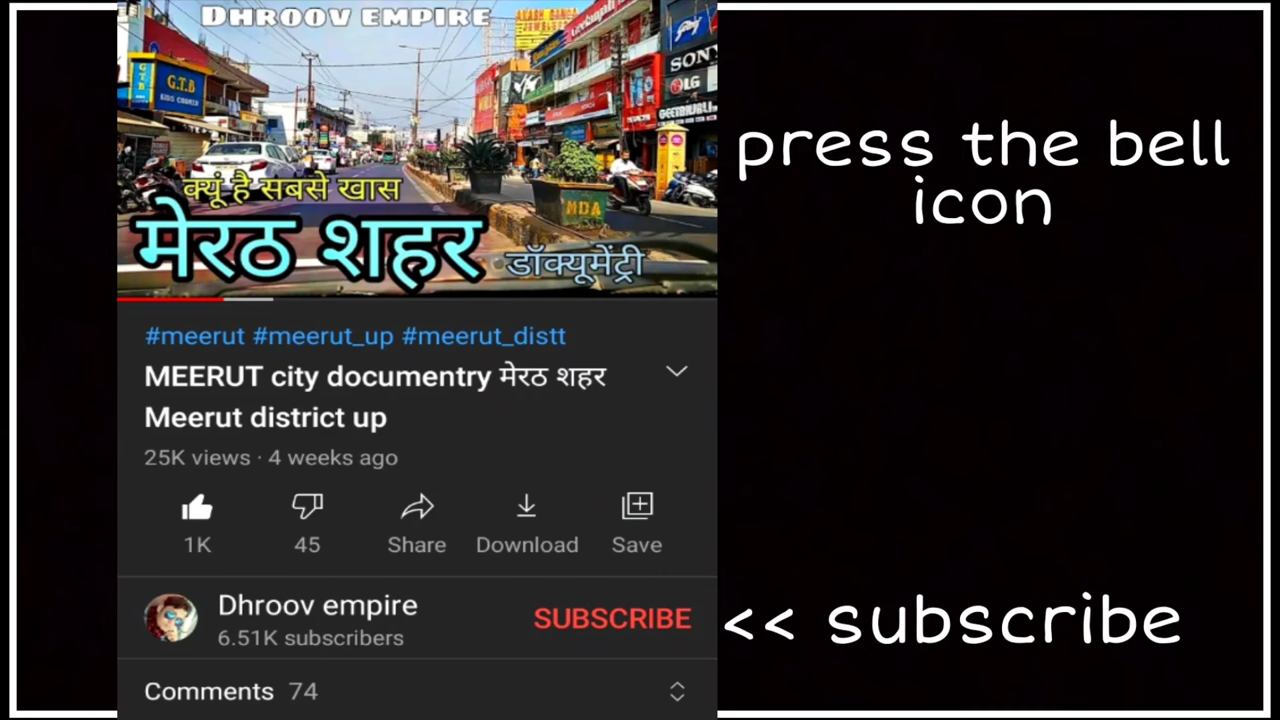 DHROOV EMPIRE
G.T.B
G.T.B
KIDS CHURCH
SONY
LG
MDA
क्यूं है सबसे खास
मेरठ शहर डॉक्यूमेंट्री
press the bell
icon
#meerut #meerut_up #meerut_distt
MEERUT city documentry मेरठ शहर
Meerut district up
25K views · 4 weeks ago
1K 45 Share Download Save
Dhroov empire
6.51K subscribers
SUBSCRIBE << subscribe
Comments 74